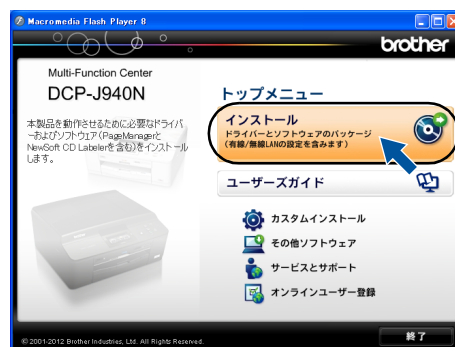 Macromedia Flash Player 8
brother
Multi-Function Center
DCP-J940N
本製品を動作させるために必要なドライバ
ーおよびソフトウェア(PageManagerと
NewSoft CD Labelerを含む)をインストール
します。
トップメニュー
インストール
ドライバーとソフトウェアのパッケージ
(有線/無線LANの設定を含みます)
ユーザーズガイド
カスタムインストール
その他ソフトウェア
サービスとサポート
オンラインユーザー登録
© 2001-2012 Brother Industries, Ltd. All Rights Reserved.
終了